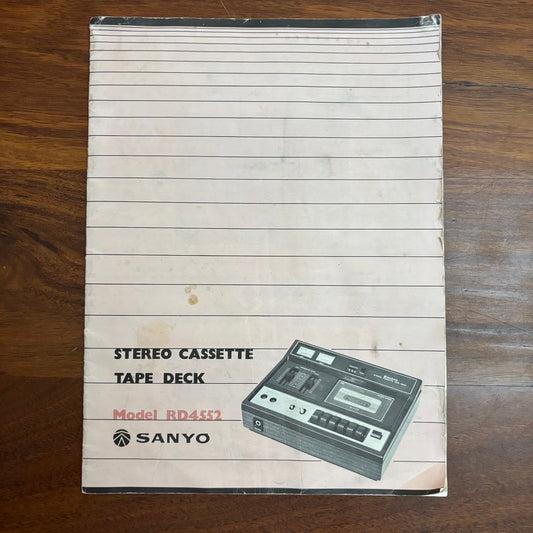 STEREO CASSETTE
TAPE DECK
Model RD4552
SANYO